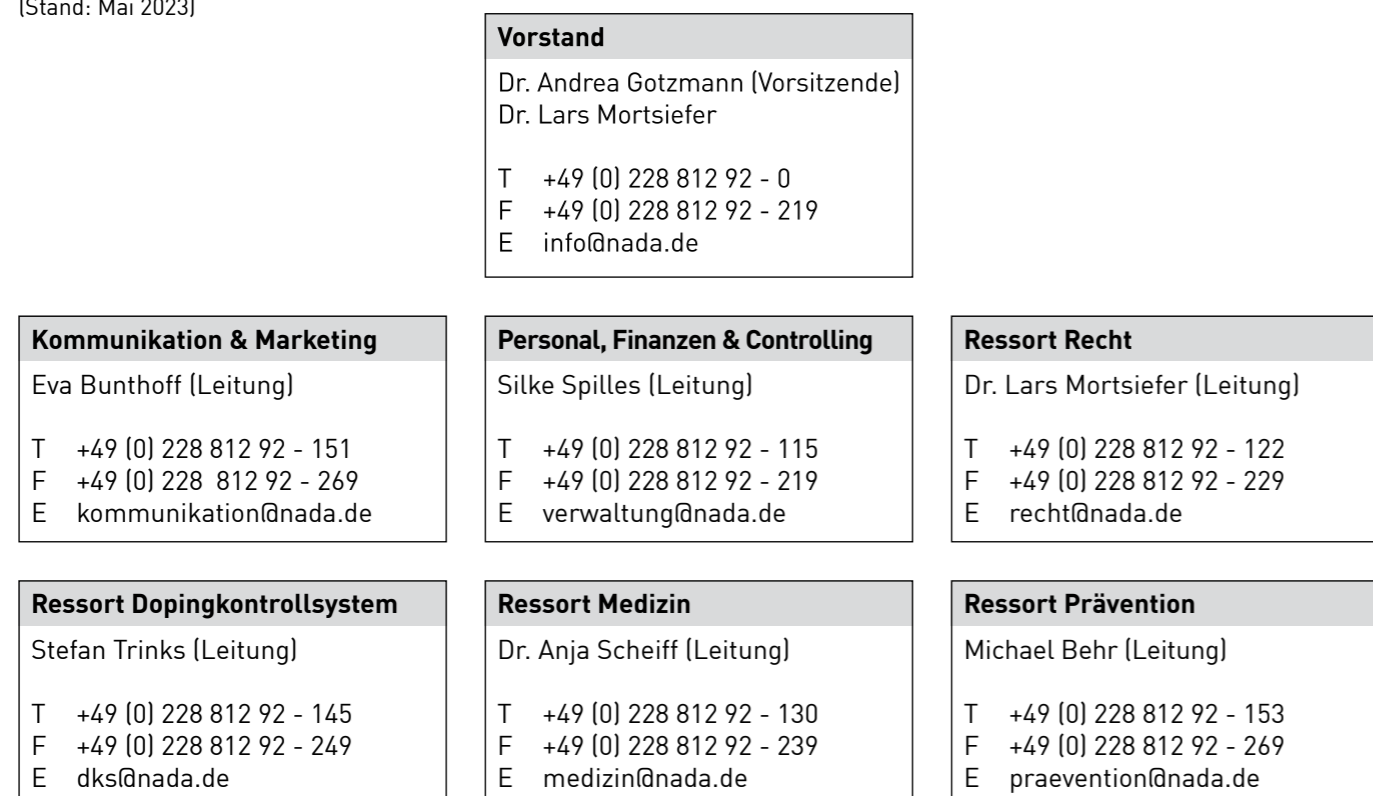 (Stand: Mai 2023)
Vorstand
Dr. Andrea Gotzmann (Vorsitzende)
Dr. Lars Mortsiefer
T +49 (0) 228 812 92 - 0
F +49 (0) 228 812 92 - 219
E info@nada.de
Kommunikation & Marketing
Eva Bunthoff (Leitung)
T +49 (0) 228 812 92 - 151
F +49 (0) 228 812 92 - 269
E kommunikation@nada.de
Personal, Finanzen & Controlling
Silke Spilles (Leitung)
T +49 (0) 228 812 92 - 115
F +49 (0) 228 812 92 - 219
E verwaltung@nada.de
Ressort Recht
Dr. Lars Mortsiefer (Leitung)
T +49 (0) 228 812 92 - 122
F +49 (0) 228 812 92 - 229
E recht@nada.de
Ressort Dopingkontrollsystem
Stefan Trinks (Leitung)
T +49 (0) 228 812 92 - 145
F +49 (0) 228 812 92 - 249
E dks@nada.de
Ressort Medizin
Dr. Anja Scheiff (Leitung)
T +49 (0) 228 812 92 - 130
F +49 (0) 228 812 92 - 239
E medizin@nada.de
Ressort Prävention
Michael Behr (Leitung)
T +49 (0) 228 812 92 - 153
F +49 (0) 228 812 92 - 269
E praevention@nada.de